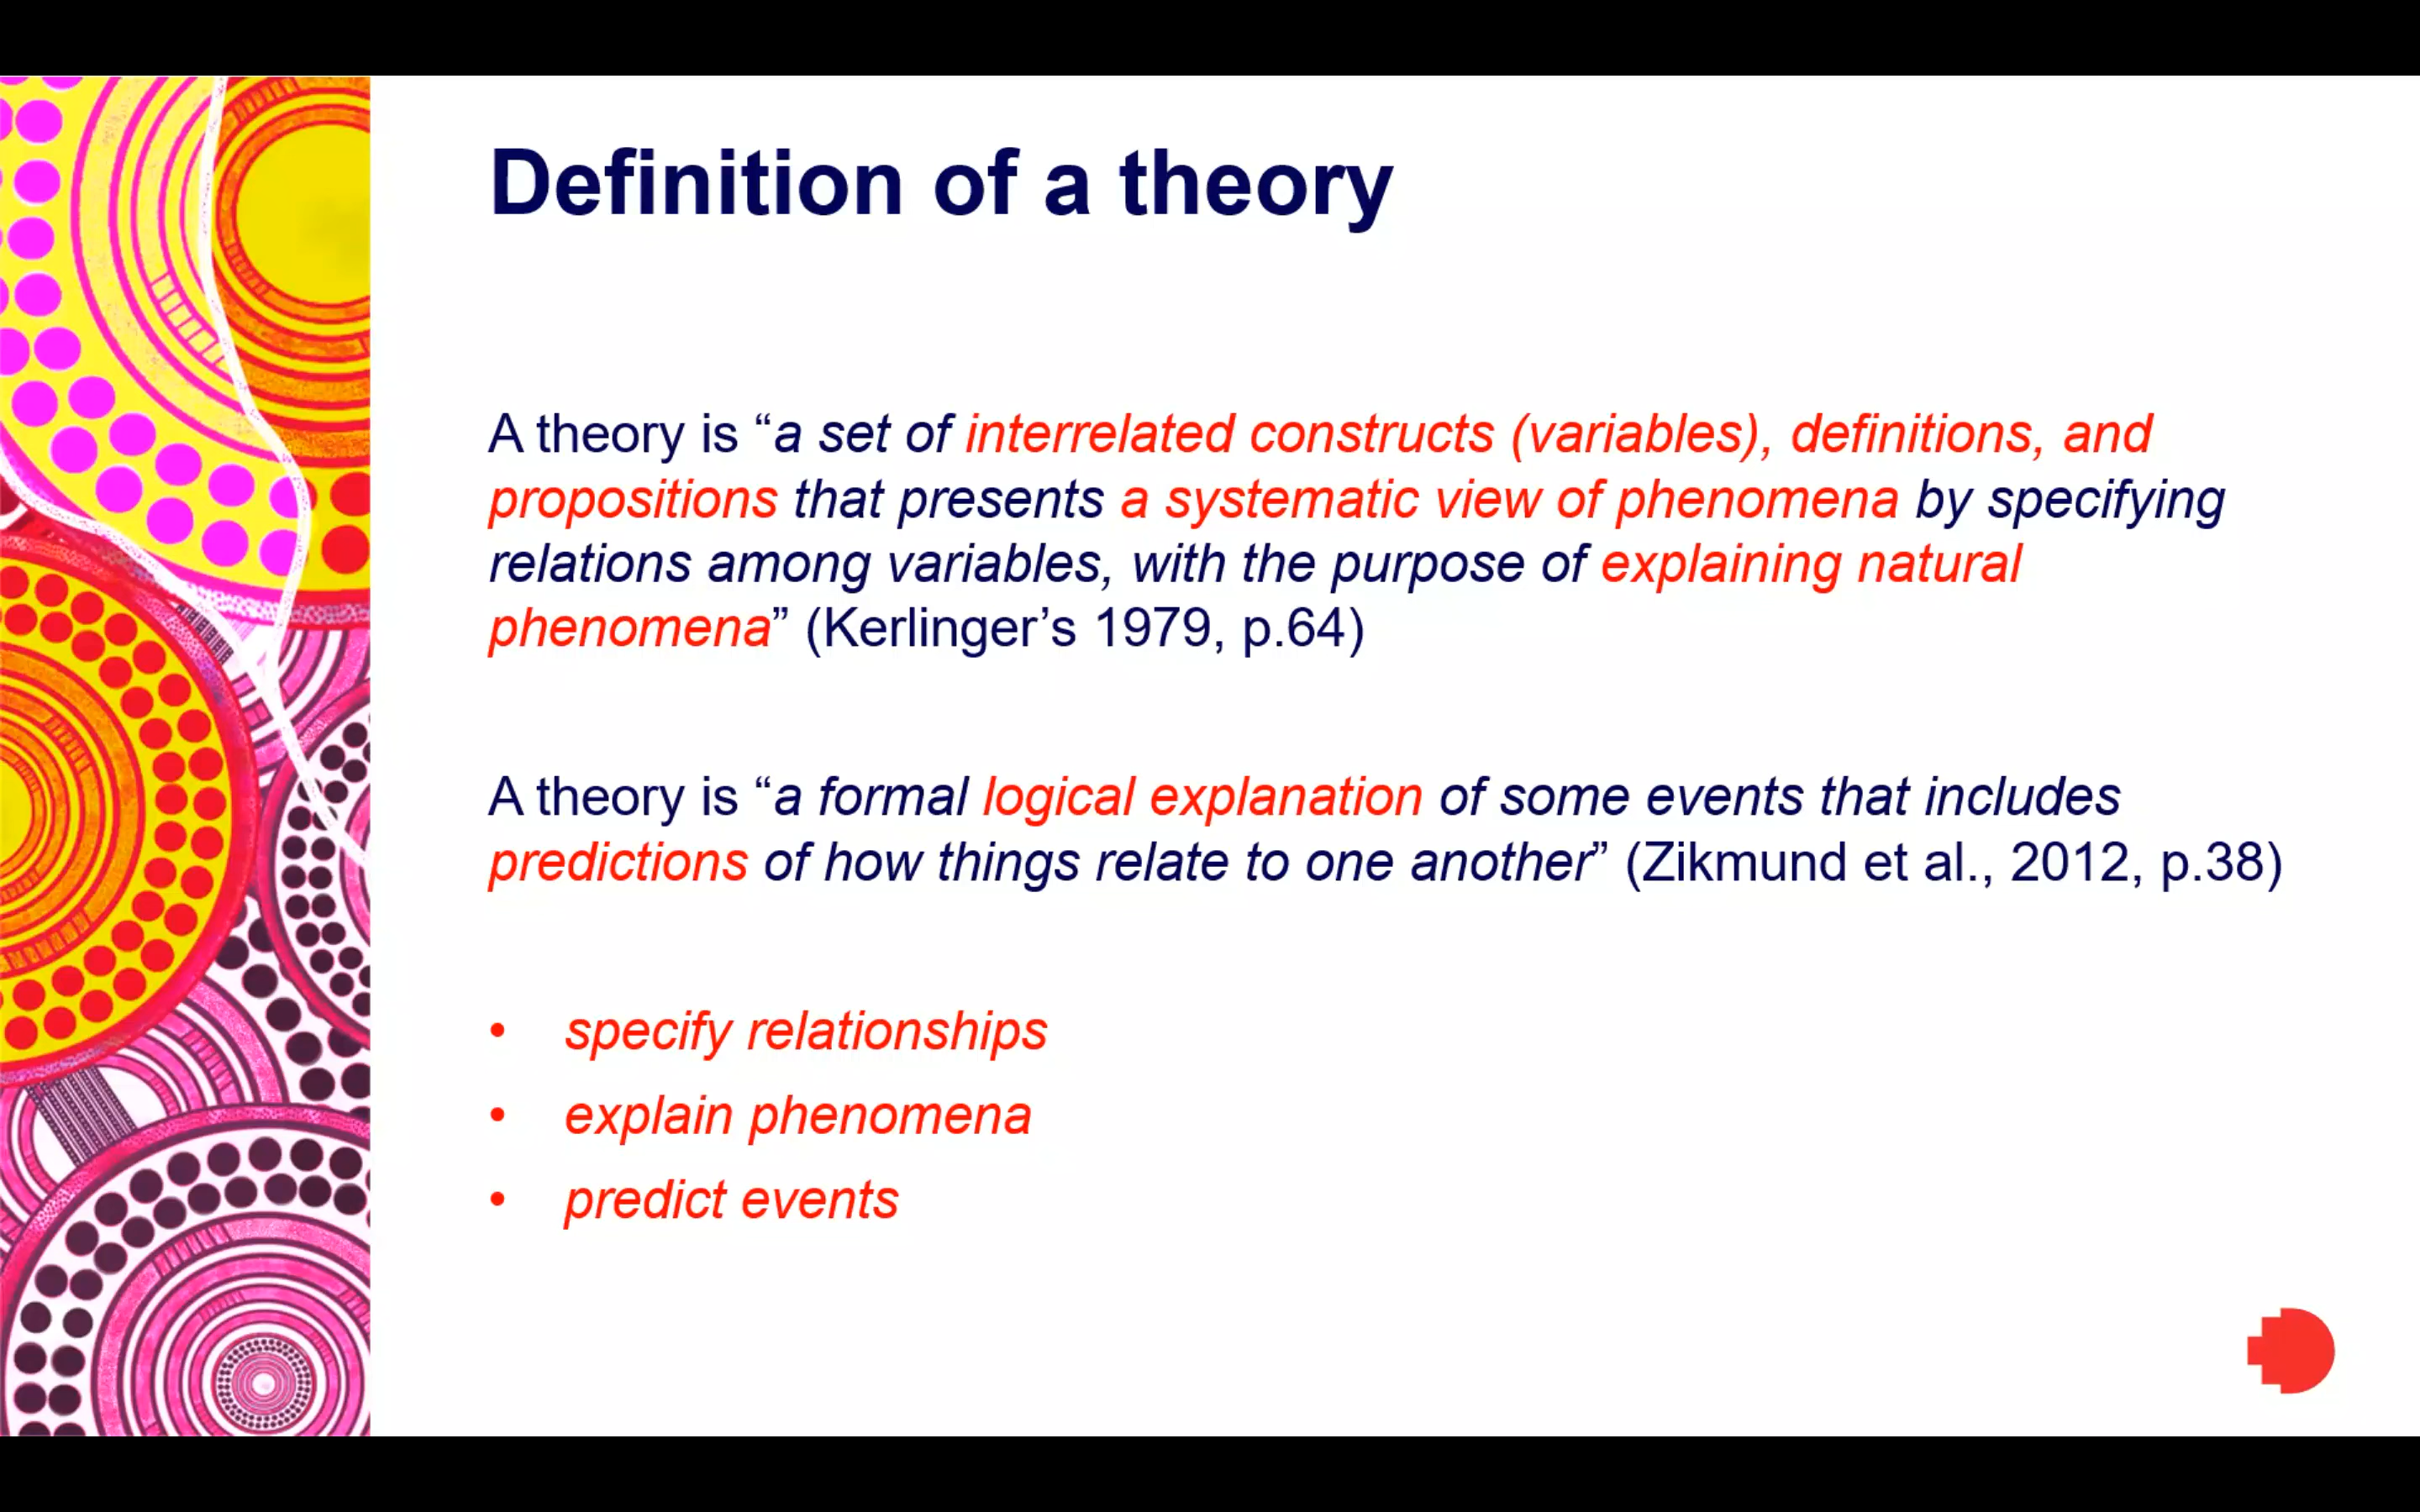 Definition of a theory
A theory is “a set of interrelated constructs (variables), definitions, and
propositions that presents a systematic view of phenomena by specifying
relations among variables, with the purpose of explaining natural
phenomena” (Kerlinger’s 1979, p.64)
A theory is “a formal logical explanation of some events that includes
predictions of how things relate to one another” (Zikmund et al., 2012, p.38)
• specify relationships
• explain phenomena
• predict events